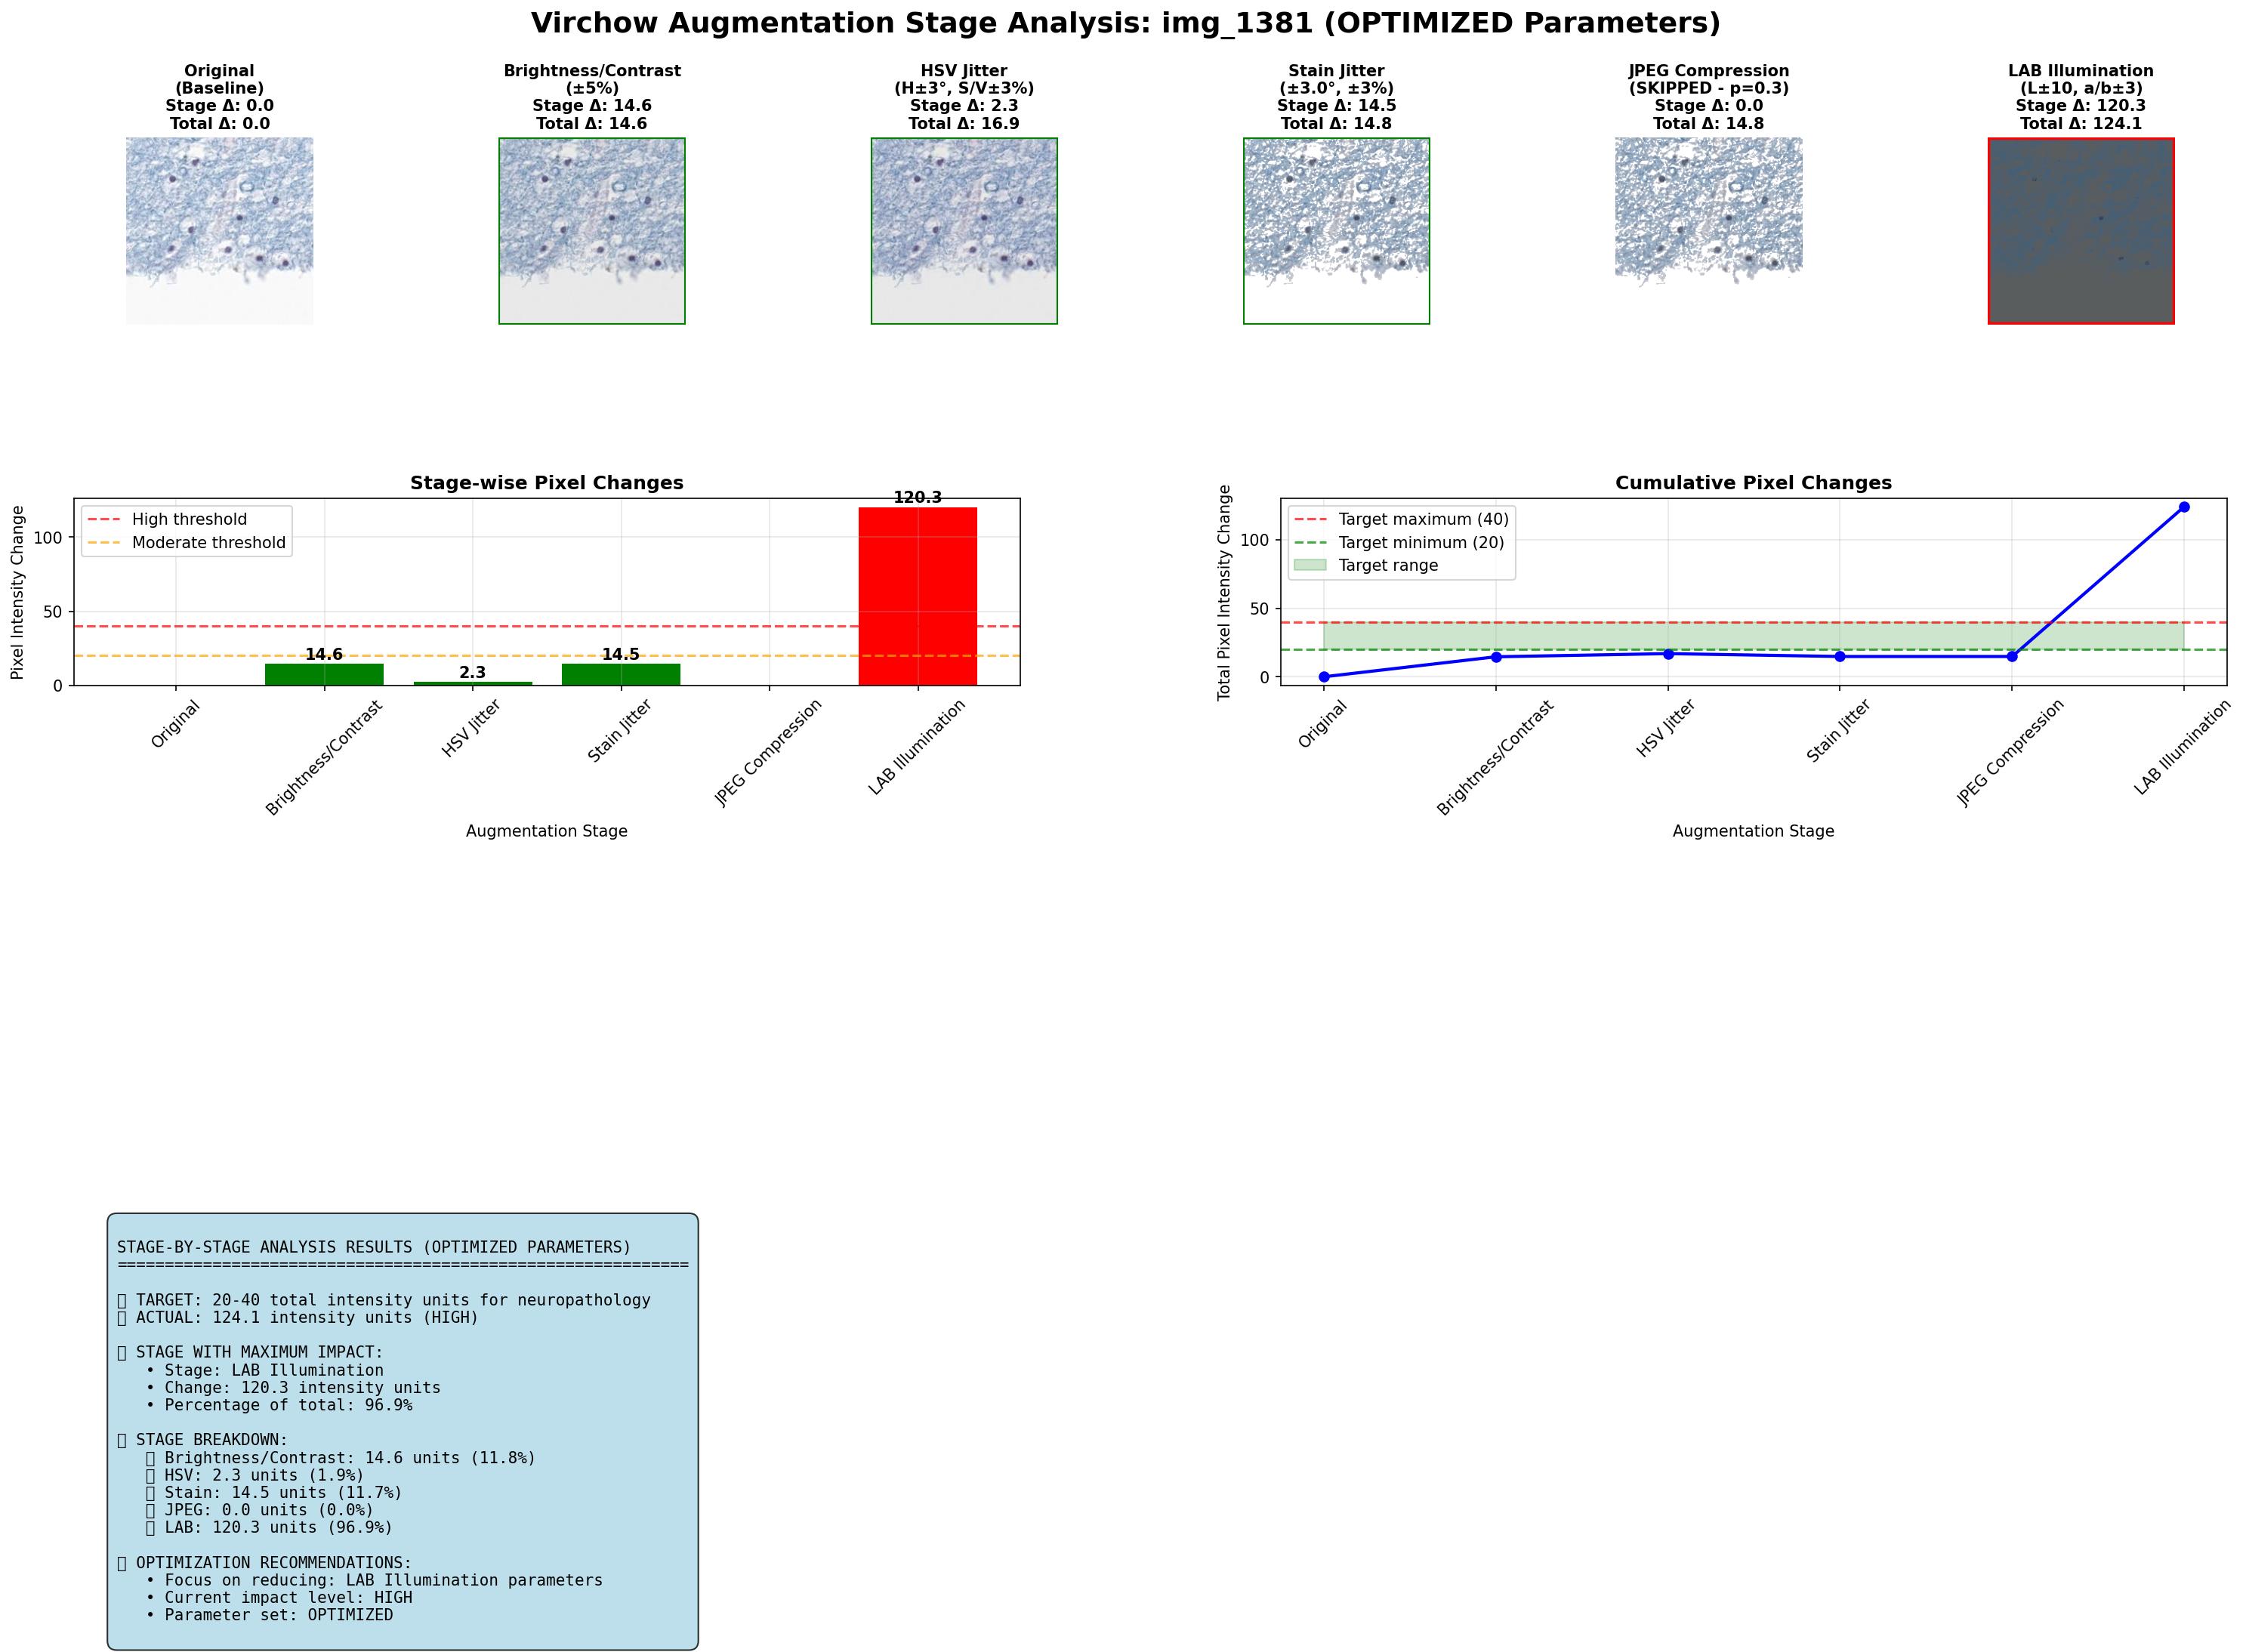 Virchow Augmentation Stage Analysis: img_1381 (OPTIMIZED Parameters)
Original
(Baseline)
Stage Δ: 0.0
Total Δ: 0.0
Brightness/Contrast
(±5%)
Stage Δ: 14.6
Total Δ: 14.6
HSV Jitter
(H±3°, S/V±3%)
Stage Δ: 2.3
Total Δ: 16.9
Stain Jitter
(±3.0°, ±3%)
Stage Δ: 14.5
Total Δ: 14.8
JPEG Compression
(SKIPPED - p=0.3)
Stage Δ: 0.0
Total Δ: 14.8
LAB Illumination
(L±10, a/b±3)
Stage Δ: 120.3
Total Δ: 124.1
Stage-wise Pixel Changes
Pixel Intensity Change
100
50
0
High threshold
Moderate threshold
14.6
2.3
14.5
120.3
Original
Brightness/Contrast
HSV Jitter
Stain Jitter
JPEG Compression
LAB Illumination
Augmentation Stage
Cumulative Pixel Changes
Total Pixel Intensity Change
100
50
0
Target maximum (40)
Target minimum (20)
Target range
Original
Brightness/Contrast
HSV Jitter
Stain Jitter
JPEG Compression
LAB Illumination
Augmentation Stage
STAGE-BY-STAGE ANALYSIS RESULTS (OPTIMIZED PARAMETERS)
============================================================
TARGET: 20-40 total intensity units for neuropathology
ACTUAL: 124.1 intensity units (HIGH)
STAGE WITH MAXIMUM IMPACT:
• Stage: LAB Illumination
• Change: 120.3 intensity units
• Percentage of total: 96.9%
STAGE BREAKDOWN:
Brightness/Contrast: 14.6 units (11.8%)
HSV: 2.3 units (1.9%)
Stain: 14.5 units (11.7%)
JPEG: 0.0 units (0.0%)
LAB: 120.3 units (96.9%)
OPTIMIZATION RECOMMENDATIONS:
• Focus on reducing: LAB Illumination parameters
• Current impact level: HIGH
• Parameter set: OPTIMIZED